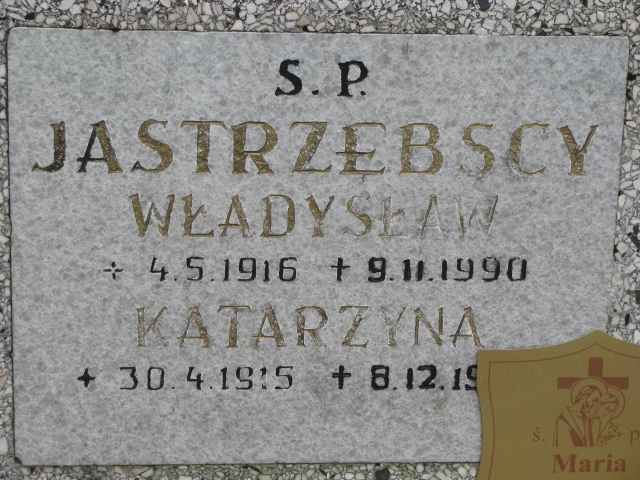 S. P.
JASTRZĘBSCY
WŁADYSŁAW
4.5.1916 ✝ 9.11.1990
KATARZYNA
30.4.1915 ✝ 8.12.19
ś. p
Maria